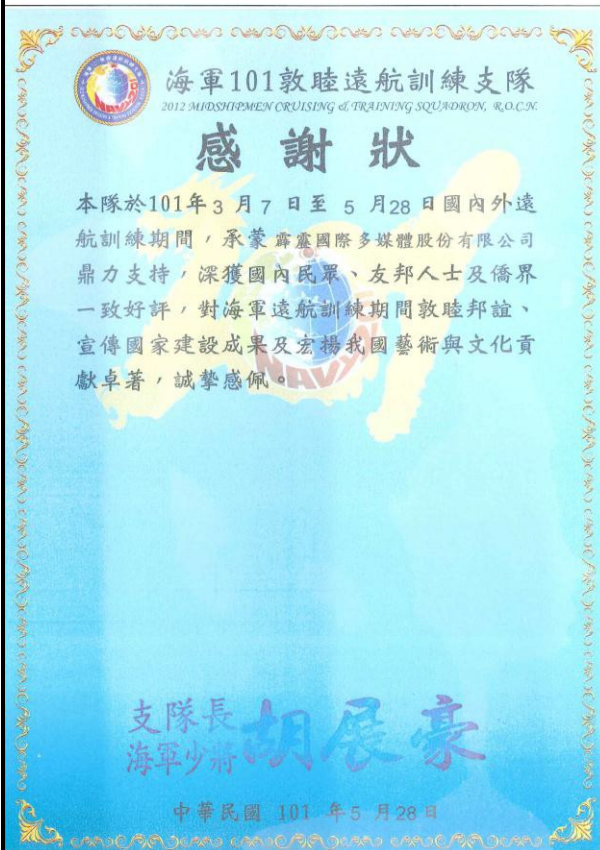 海軍101敦睦遠航訓練支隊
2012 MIDSHIPMEN CRUISING & TRAINING SQUADRON, R.O.C.N.
感謝狀
本隊於101年3月7日至5月28日國內外遠
航訓練期間，承蒙霹靂國際多媒體股份有限公司
鼎力支持，深獲國內民眾、友邦人士及僑界
一致好評，對海軍遠航訓練期間敦睦邦誼、
宣傳國家建設成果及宏揚我國藝術與文化貢
獻卓著，誠摯感佩。
NAVY
支隊長
海軍少將 胡展豪
中華民國 101 年5月28日